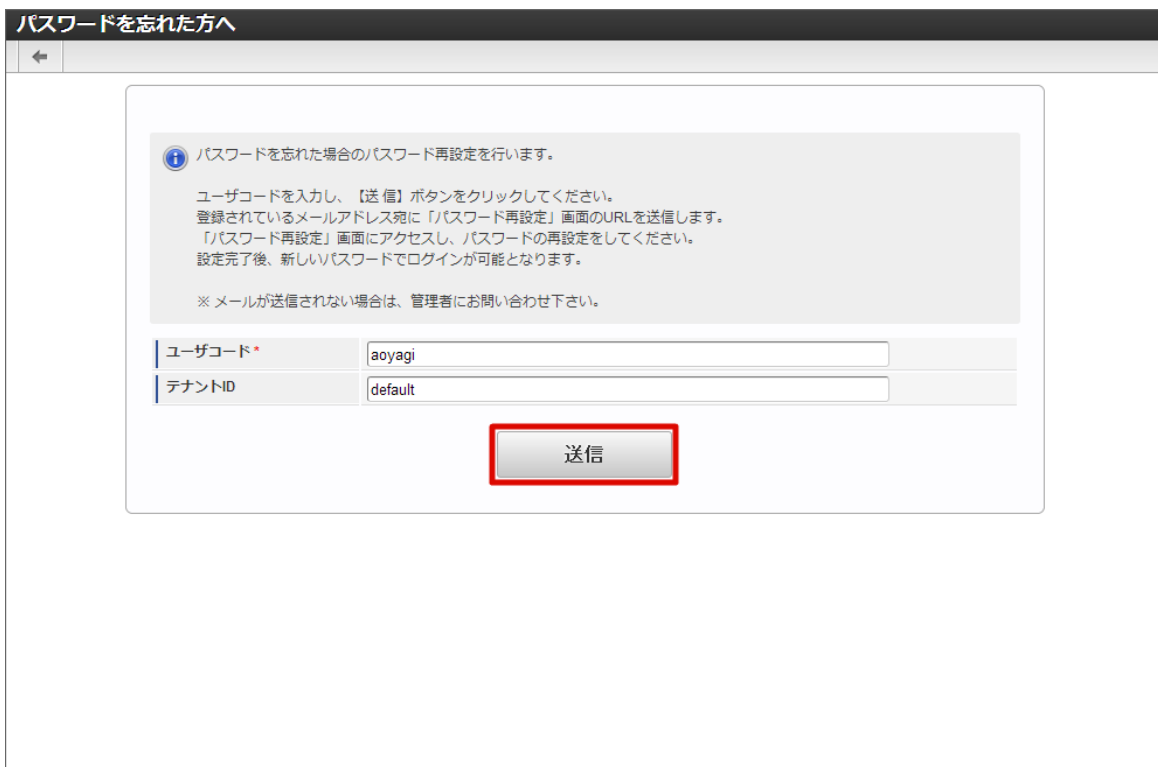 パスワードを忘れた方へ
パスワードを忘れた場合のパスワード再設定を行います。
ユーザコードを入力し、【送信】ボタンをクリックしてください。
登録されているメールアドレス宛に「パスワード再設定」画面のURLを送信します。
「パスワード再設定」画面にアクセスし、パスワードの再設定をしてください。
設定完了後、新しいパスワードでログインが可能となります。
※ メールが送信されない場合は、管理者にお問い合わせ下さい。
ユーザコード* aoyagi
テナントID default
送信